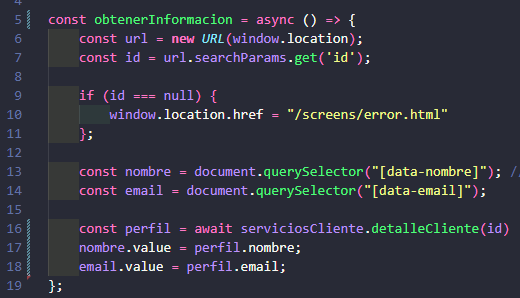 5 const obtenerInformacion = async () => {
6 const url = new URL(window.location);
7 const id = url.searchParams.get('id');
8
9 if (id === null) {
10 window.location.href = "/screens/error.html"
11 };
12
13 const nombre = document.querySelector("[data-nombre]"); //
14 const email = document.querySelector("[data-email]");
15
16 const perfil = await serviciosCliente.detalleCliente(id)
17 nombre.value = perfil.nombre;
18 email.value = perfil.email;
19 };